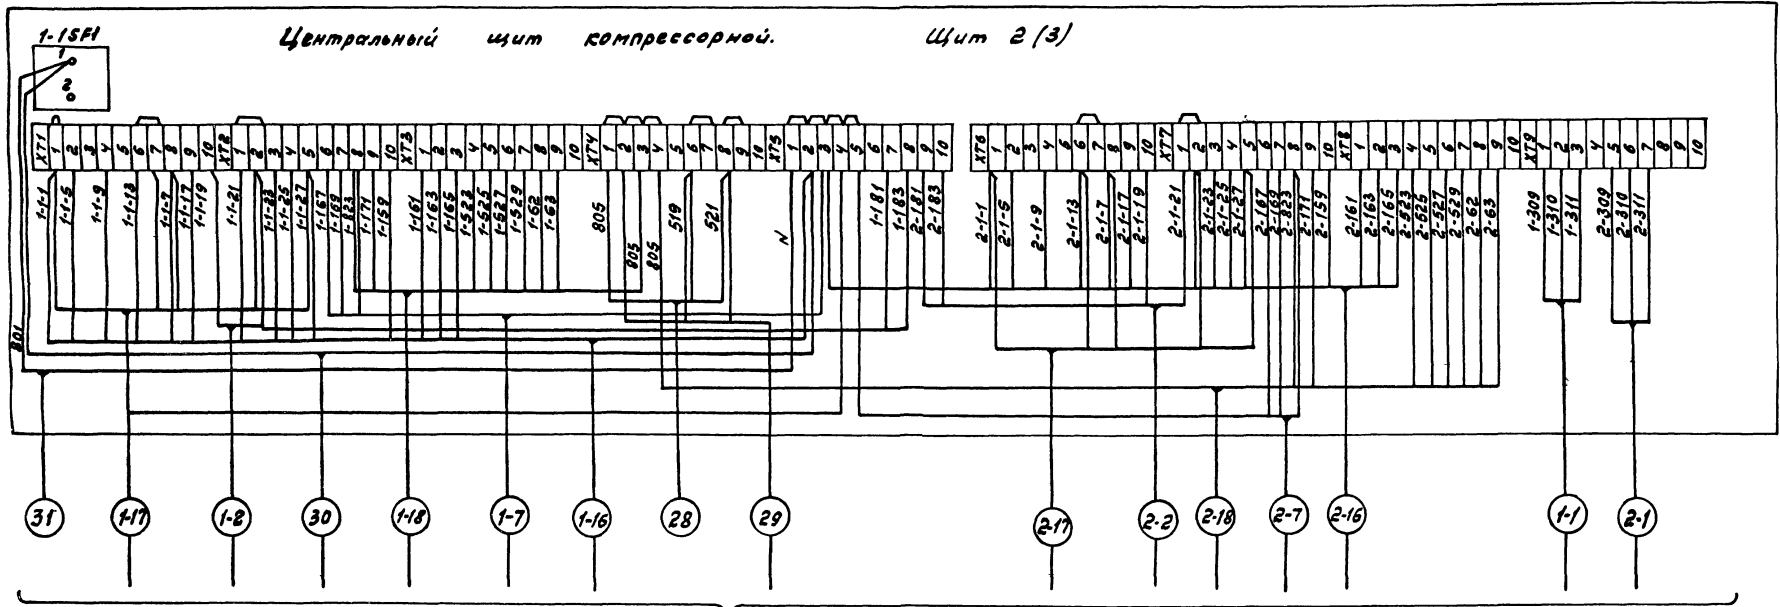 1-1SF1
Центральный щит компрессорной. Щит 2 (3)
1
2
XT1 1 2 3 4 5 6 7 8 9 10 XT2 1 2 3 4 5 6 7 8 9 10 XT3 1 2 3 4 5 6 7 8 9 10 XT4 1 2 3 4 5 6 7 8 9 10 XT5 1 2 3 4 5 6 7 8 9 10
XT6 1 2 3 4 5 6 7 8 9 10 XT7 1 2 3 4 5 6 7 8 9 10 XT8 1 2 3 4 5 6 7 8 9 10 XT9 1 2 3 4 5 6 7 8 9 10
1-1-1 1-1-5 1-1-9 1-1-13 1-1-7 1-1-17 1-1-19 1-1-21 1-1-23 1-1-25 1-1-27 1-167 1-169 1-823 1-171 1-159 1-161 1-163 1-165 1-523 1-525 1-527 1-529 1-62 1-63 805 805 805 519 521 N 1-181 1-183 2-181 2-183
2-1-1 2-1-5 2-1-9 2-1-13 2-1-7 2-1-17 2-1-19 2-1-21 2-1-23 2-1-25 2-1-27 2-167 2-169 2-823 2-171 2-159 2-161 2-163 2-165 2-523 2-525 2-527 2-529 2-62 2-63 1-309 1-310 1-311 2-309 2-310 2-311
801
31 1-17 1-2 30 1-18 1-7 1-16 28 29 2-17 2-2 2-18 2-7 2-16 1-1 2-1